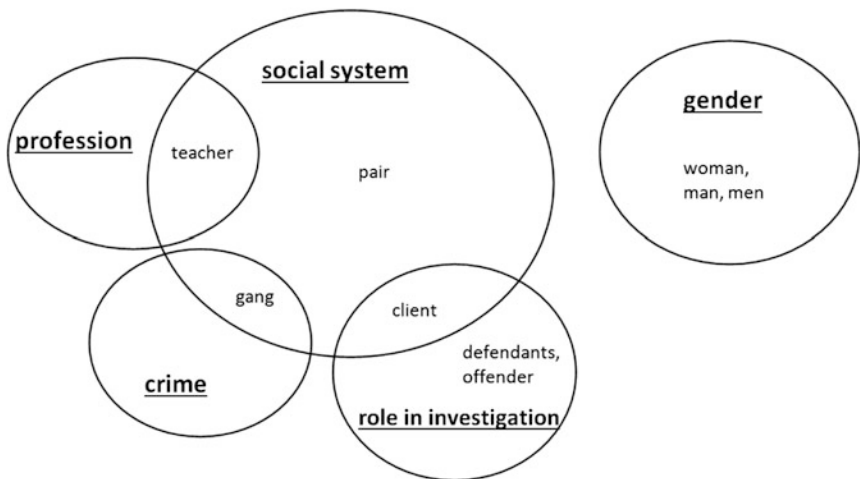 social system
gender
profession
teacher
pair
woman,
man, men
gang
client
defendants,
offender
crime
role in investigation